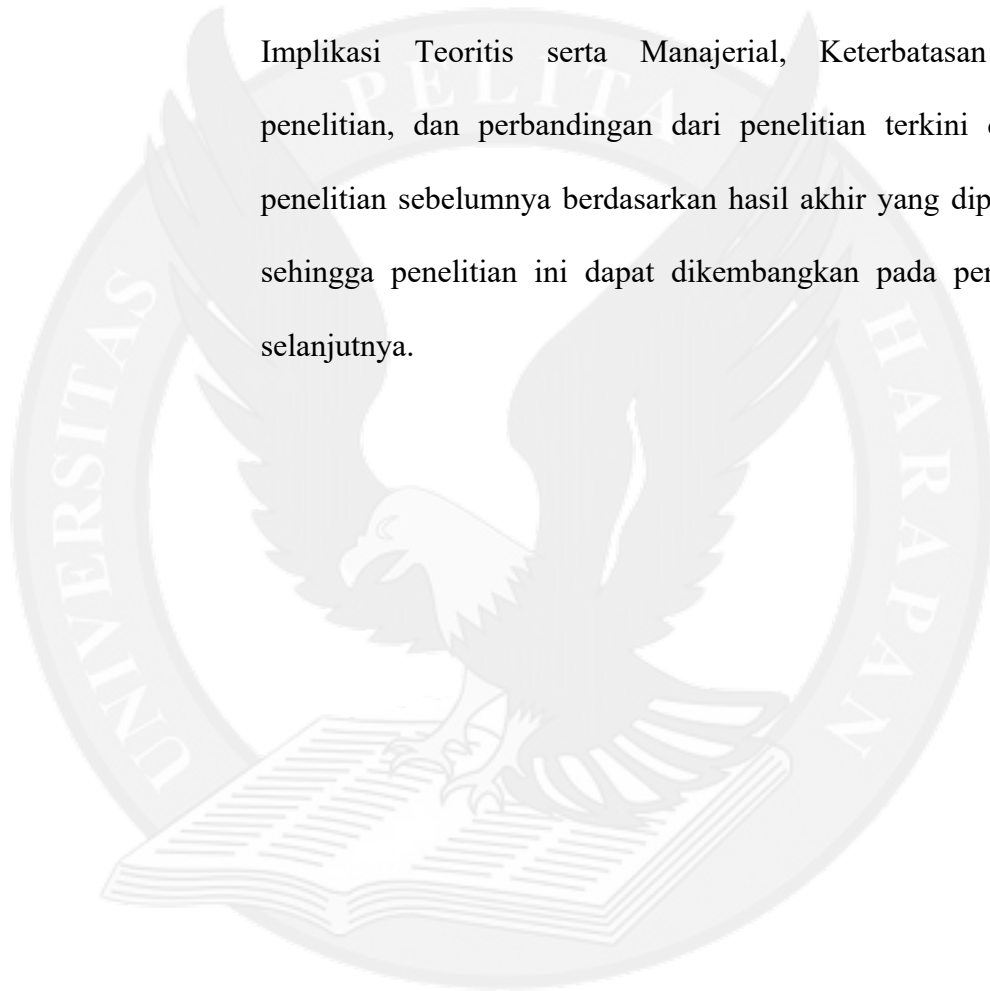 Implikasi Teoritis serta Manajerial, Keterbatasan
penelitian, dan perbandingan dari penelitian terkini
penelitian sebelumnya berdasarkan hasil akhir yang
sehingga penelitian ini dapat dikembangkan pada
selanjutnya.
UNIVERSITAS PELITA HARAPAN